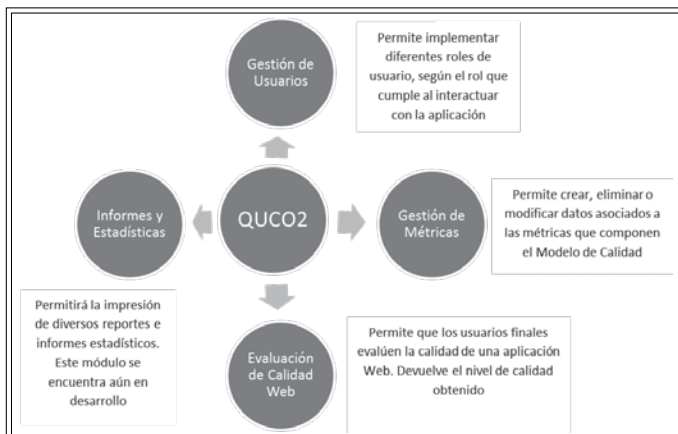 Gestión de
Usuarios
Permite implementar
diferentes roles de
usuario, según el rol que
cumple al interactuar
con la aplicación
Informes y
Estadísticas
QUCO2
Gestión de
Métricas
Permite crear, eliminar o
modificar datos asociados a
las métricas que componen
el Modelo de Calidad
Permitirá la impresión
de diversos reportes e
informes estadísticos.
Este módulo se
encuentra aún en
desarrollo
Evaluación
de Calidad
Web
Permite que los usuarios finales
evalúen la calidad de una aplicación
Web. Devuelve el nivel de calidad
obtenido